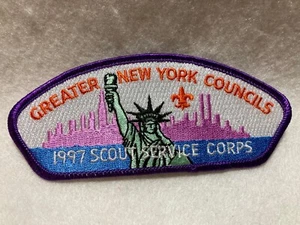 GREATER NEW YORK COUNCILS
1997 SCOUT SERVICE CORPS